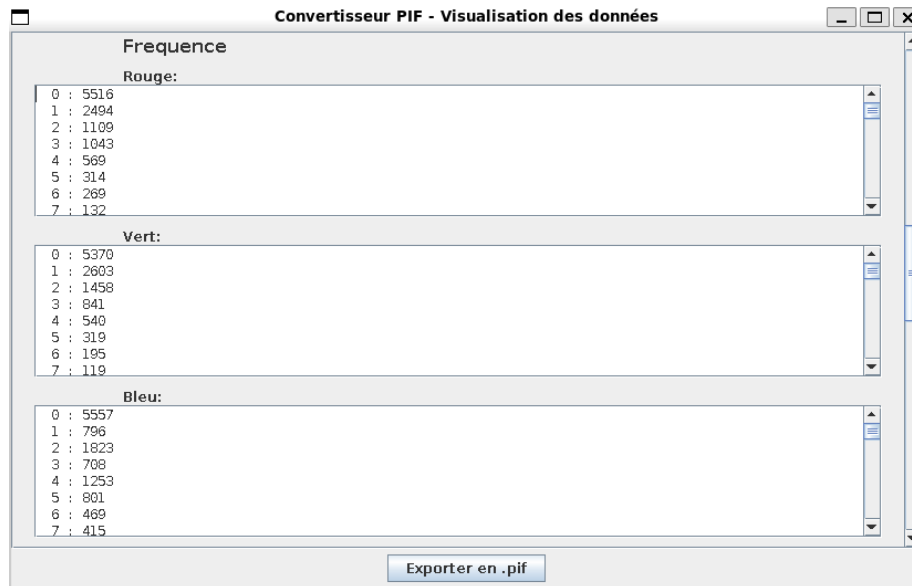 Convertisseur PIF - Visualisation des données
Frequence
Rouge:
0 : 5516
1 : 2494
2 : 1109
3 : 1043
4 : 569
5 : 314
6 : 269
7 : 132
Vert:
0 : 5370
1 : 2603
2 : 1458
3 : 841
4 : 540
5 : 319
6 : 195
7 : 119
Bleu:
0 : 5557
1 : 796
2 : 1823
3 : 708
4 : 1253
5 : 801
6 : 469
7 : 415
Exporter en .pif